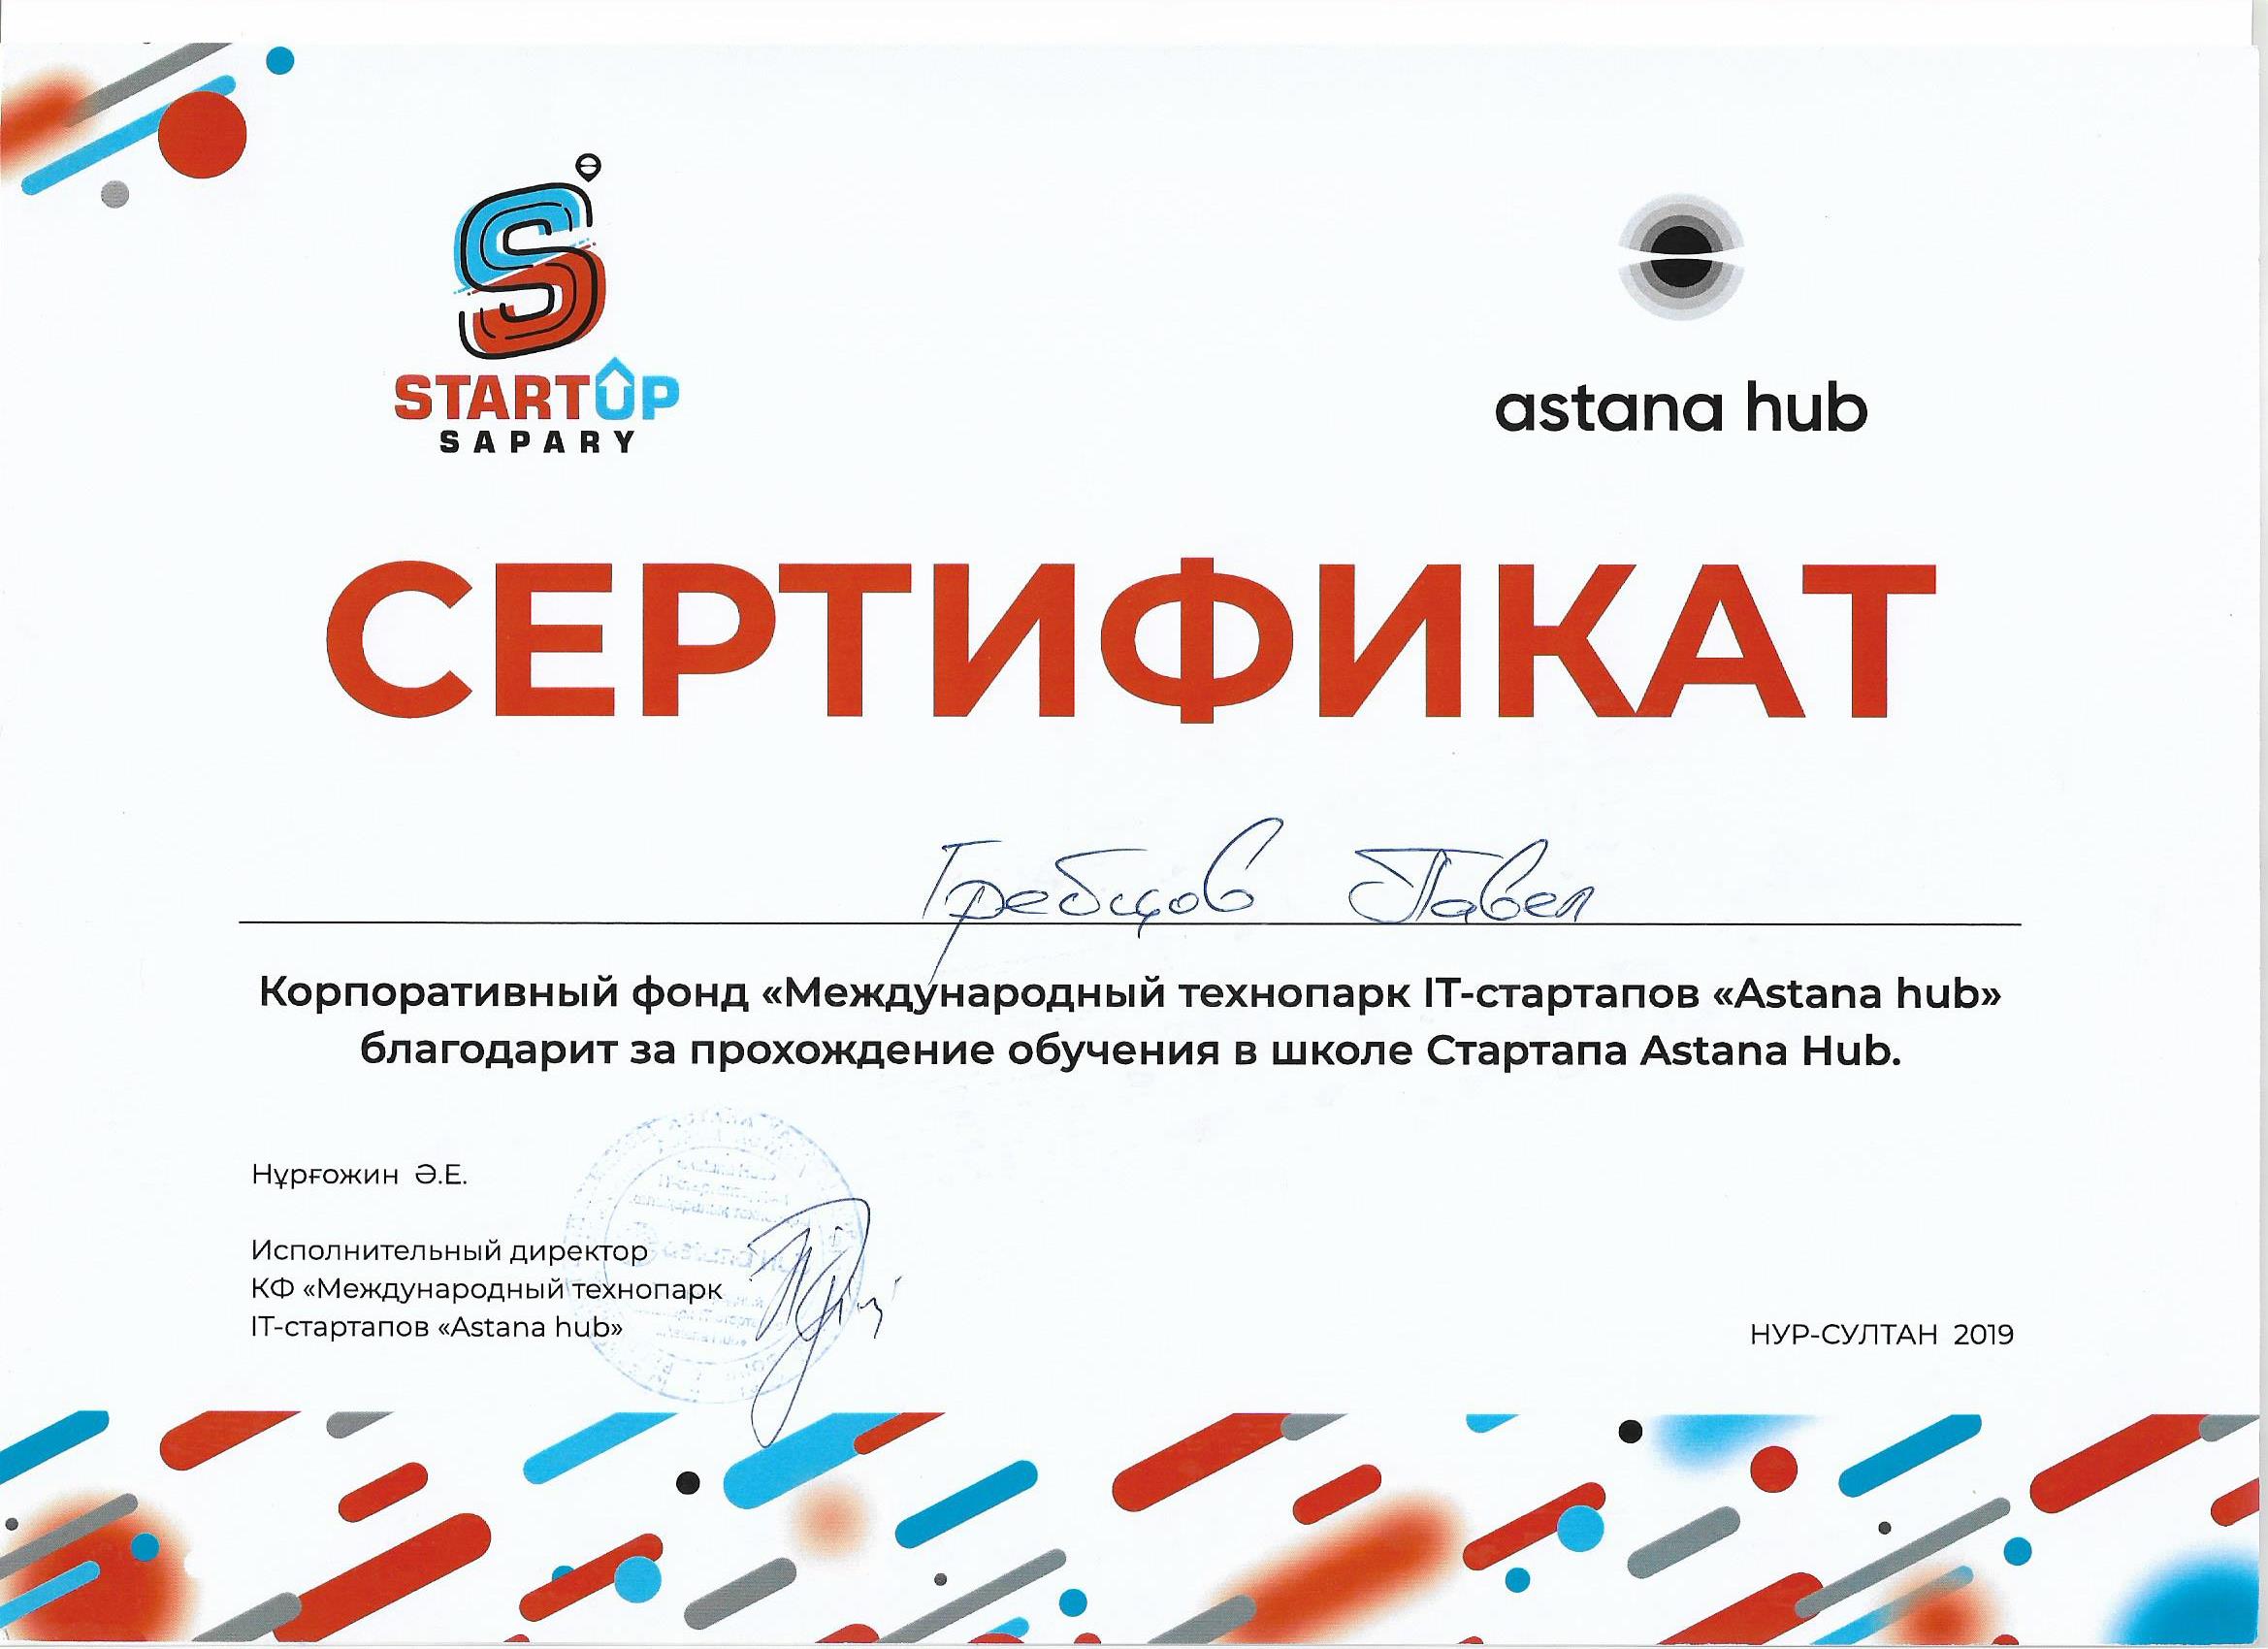 STARTUP
SAPARY
astana hub
СЕРТИФИКАТ
Гребцов Павел
Корпоративный фонд «Международный технопарк IT-стартапов «Astana hub»
благодарит за прохождение обучения в школе Стартапа Astana Hub.
Нұрғожин Ә.Е.
Исполнительный директор
КФ «Международный технопарк
IT-стартапов «Astana hub»
НУР-СУЛТАН 2019